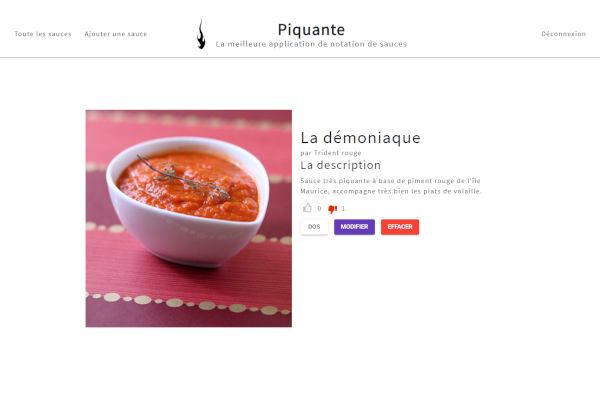 Toute les sauces
Ajouter une sauce
Piquante
La meilleure application de notation de sauces
Déconnexion
La démoniaque
par Trident rouge
La description
Sauce très piquante à base de piment rouge de l'Île
Maurice, accompagne très bien les plats de volaille.
0 1
DOS MODIFIER EFFACER